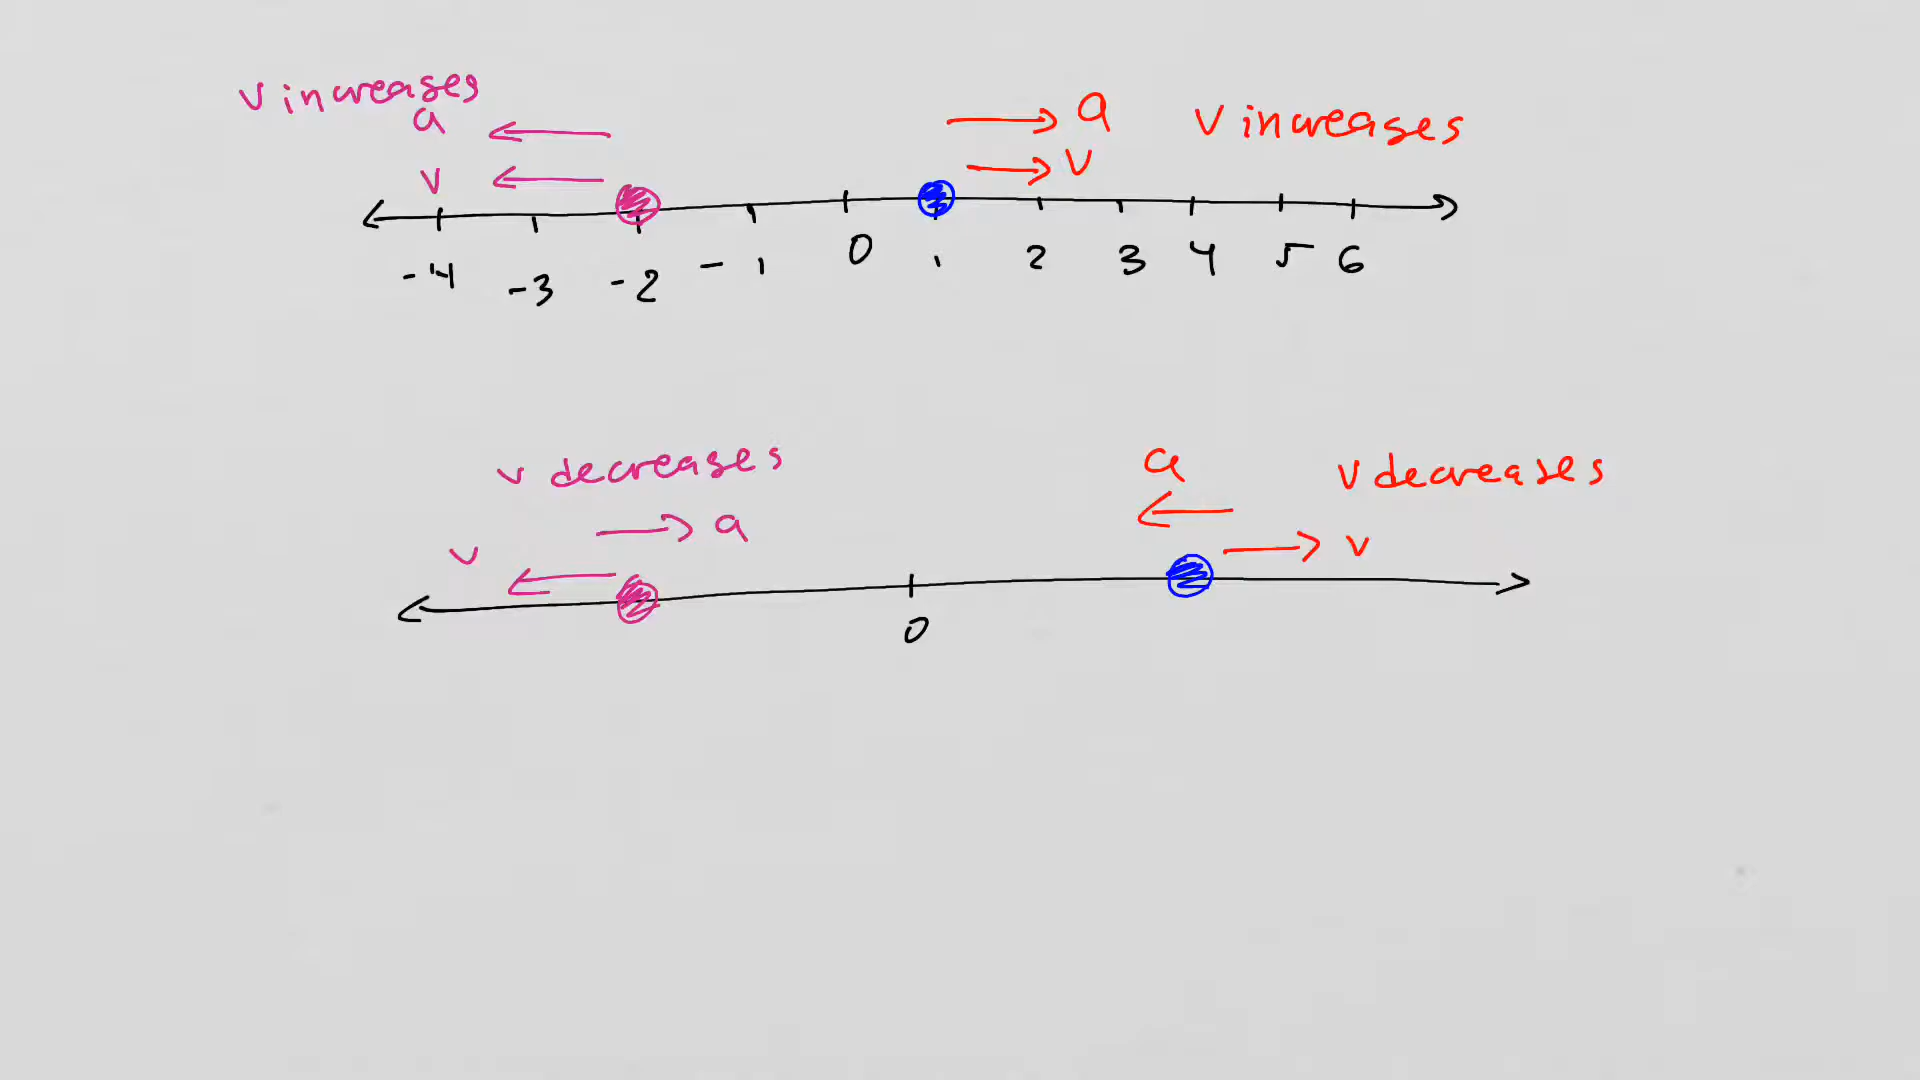 v increases
a
v
a
v
v increases
-4 -3 -2 -1 0 1 2 3 4 5 6
v decreases
a
v
a
v
v decreases
0